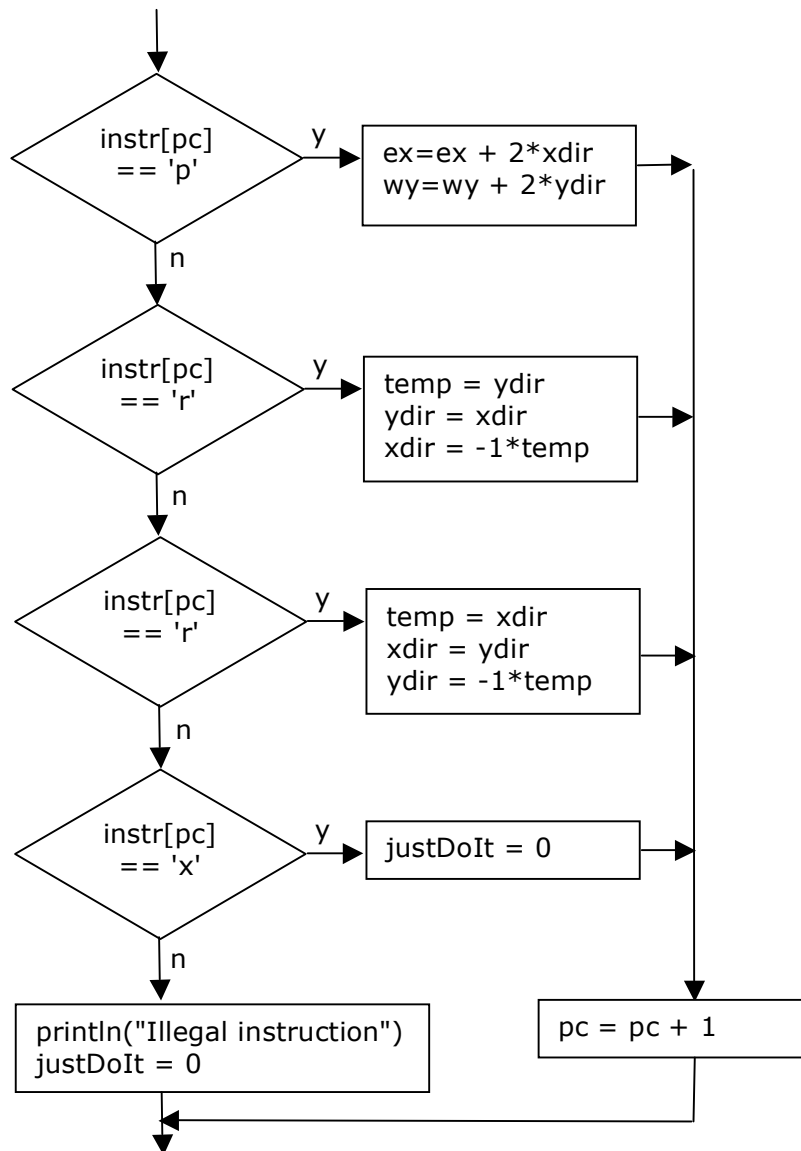 instr[pc]
== 'p'
y
ex=ex + 2*xdir
wy=wy + 2*ydir
n
instr[pc]
== 'r'
y
temp = ydir
ydir = xdir
xdir = -1*temp
n
instr[pc]
== 'r'
y
temp = xdir
xdir = ydir
ydir = -1*temp
n
instr[pc]
== 'x'
y
justDoIt = 0
n
println("Illegal instruction")
justDoIt = 0
pc = pc + 1